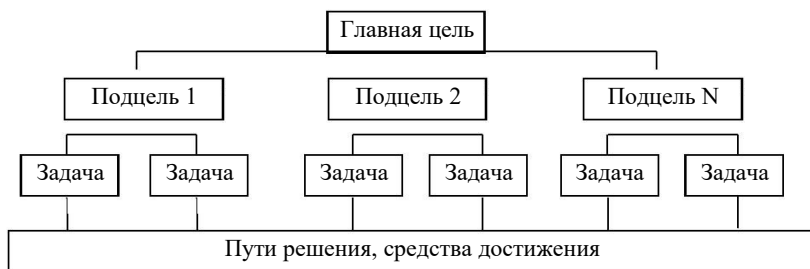 Главная цель
Подцель 1 Подцель 2 Подцель N
Задача Задача Задача Задача Задача Задача
Пути решения, средства достижения